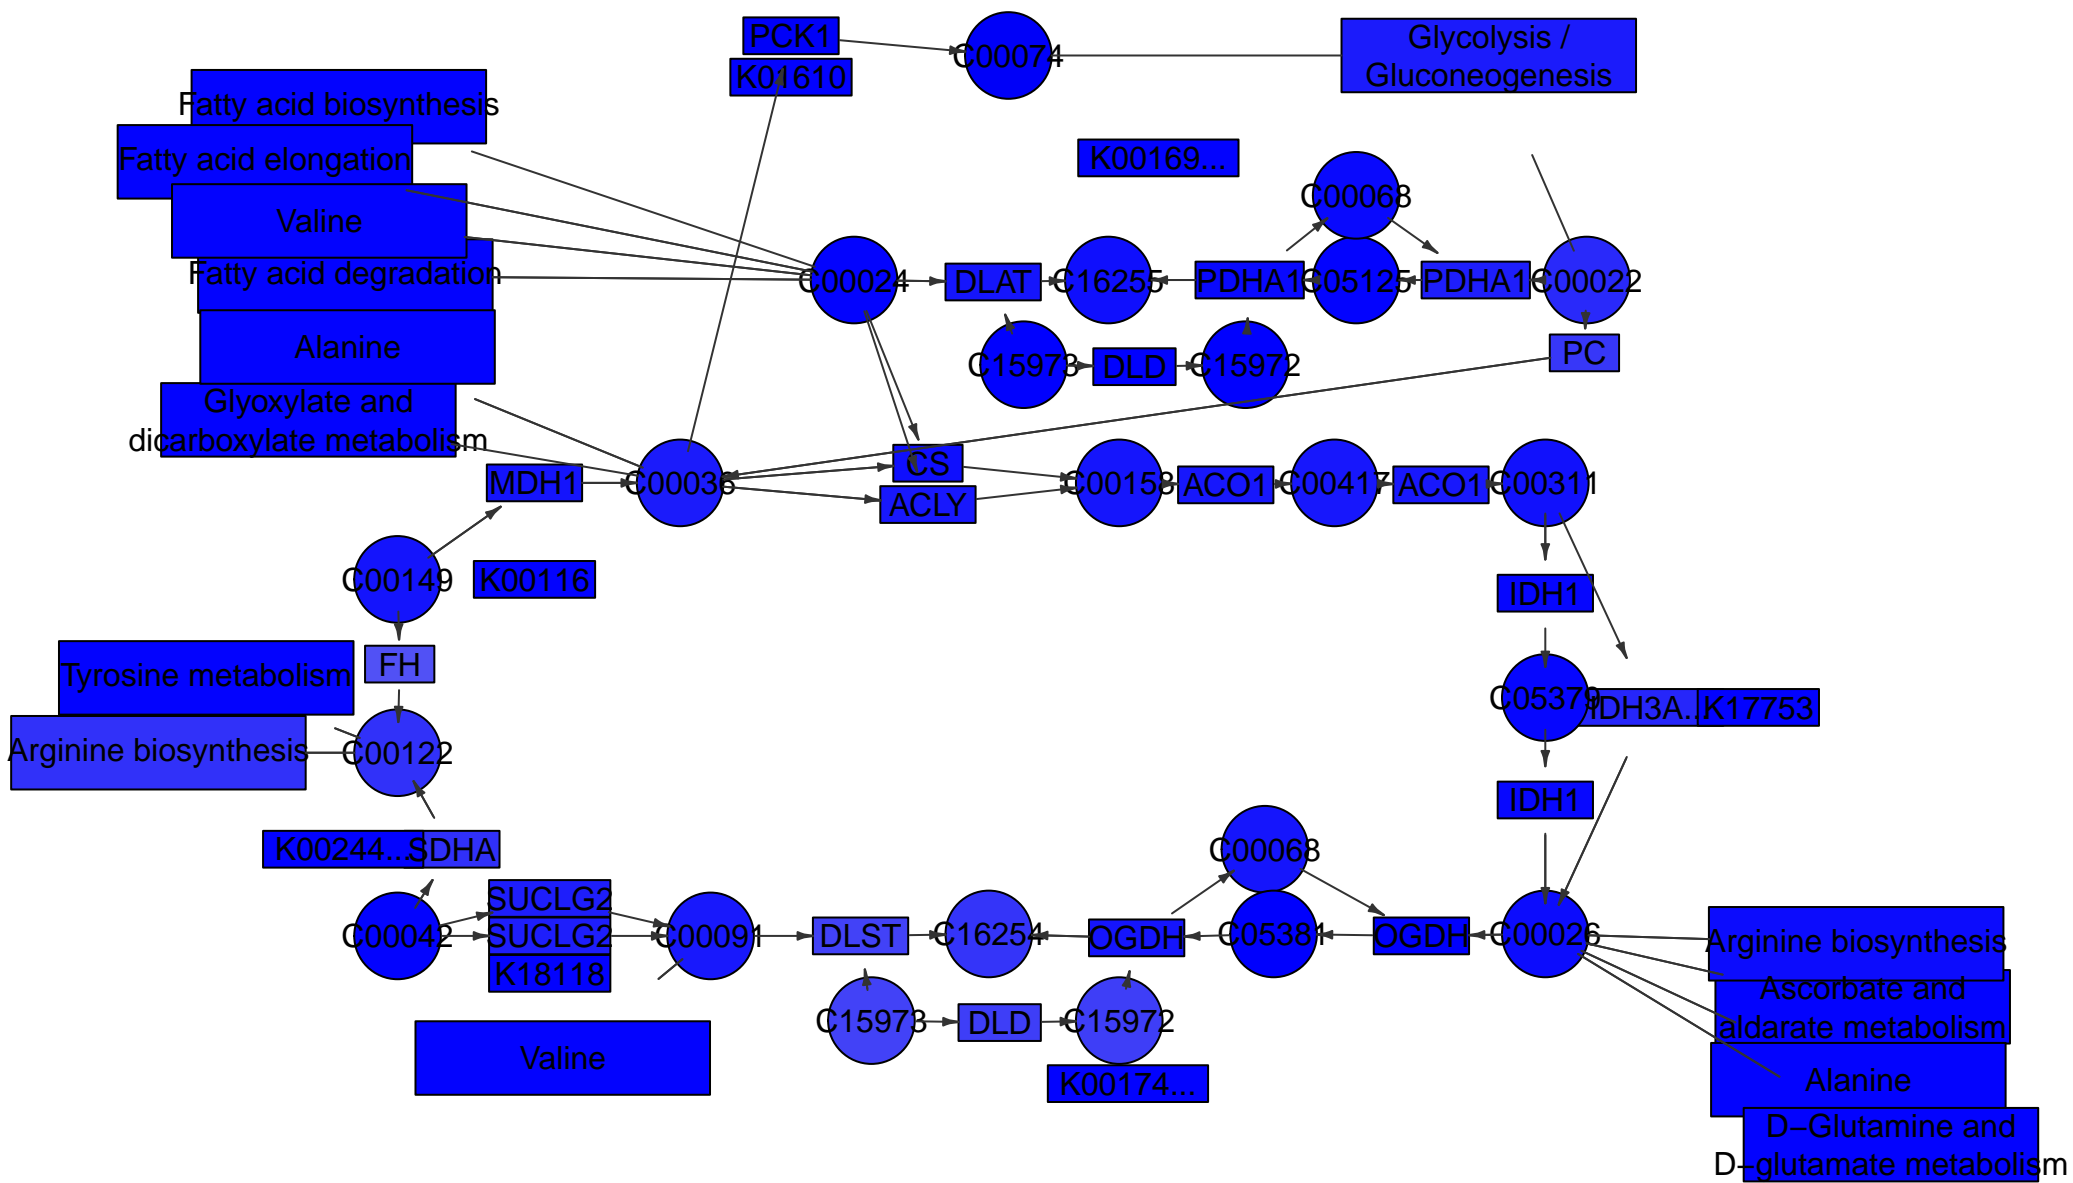 PCK1
C00074
Glycolysis /
Gluconeogenesis
K01610
Fatty acid biosynthesis
Fatty acid elongation
K00169...
C00068
Valine
Fatty acid degradation
C00024
DLAT
C16255
PDHA1
C05125
PDHA1
C00022
Alanine
C15973
DLD
C15972
PC
Glyoxylate and
dicarboxylate metabolism
MDH1
C00036
CS
ACLY
C00158
ACO1
C00417
ACO1
C00311
C00149
K00116
IDH1
FH
Tyrosine metabolism
C05379
IDH3A...
K17753
Arginine biosynthesis
C00122
IDH1
K00244...
SDHA
C00068
SUCLG2
C00042
SUCLG2
C00091
DLST
C16254
OGDH
C05381
OGDH
C00026
Arginine biosynthesis
K18118
Ascorbate and
aldarate metabolism
C15973
DLD
C15972
Valine
K00174...
Alanine
D−Glutamine and
D−glutamate metabolism